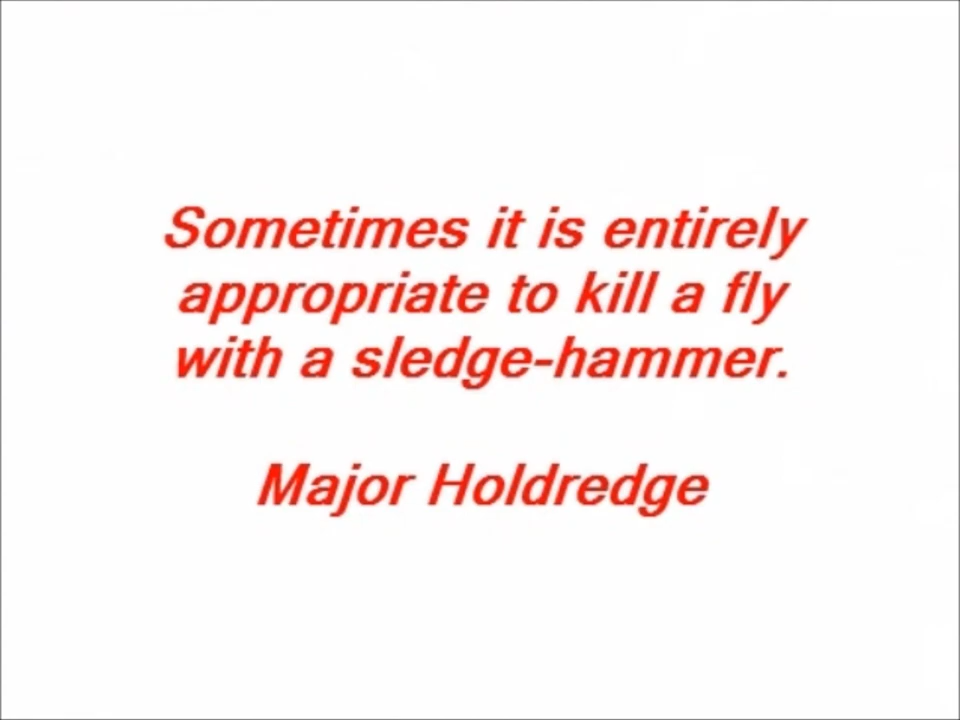 Sometimes it is entirely
appropriate to kill a fly
with a sledge-hammer.
Major Holdredge